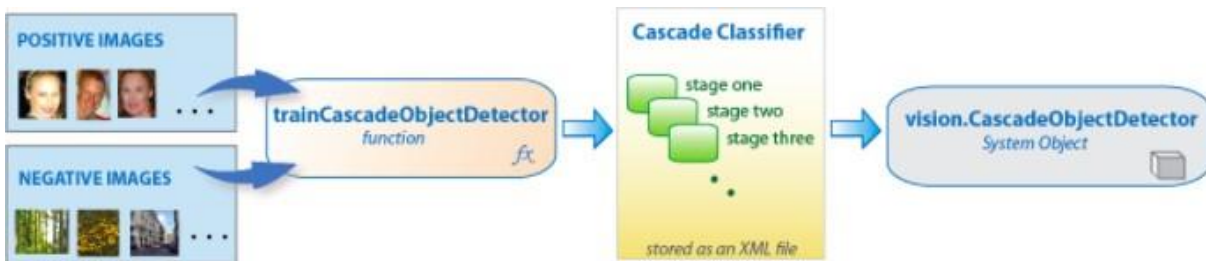 POSITIVE IMAGES
. . .
NEGATIVE IMAGES
. . .
trainCascadeObjectDetector
function
fx
Cascade Classifier
stage one
stage two
stage three
stored as an XML file
vision.CascadeObjectDetector
System Object